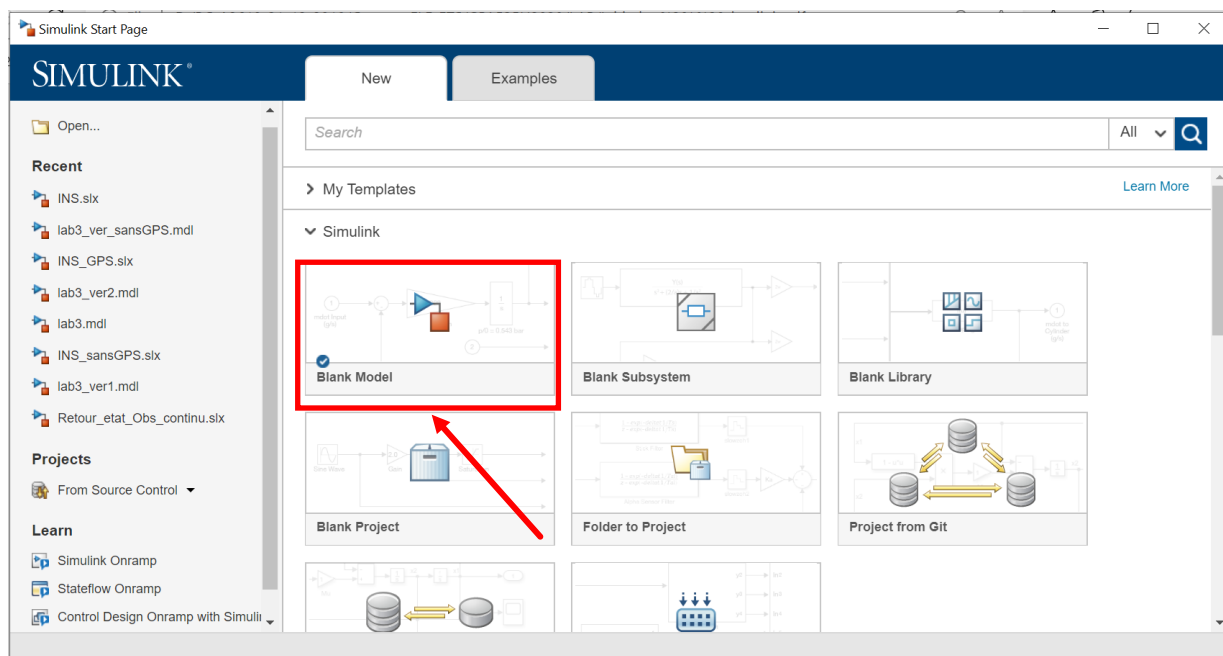 Simulink Start Page
SIMULINK®
New
Examples
Open...
Recent
INS.slx
lab3_ver_sansGPS.mdl
INS_GPS.slx
lab3_ver2.mdl
lab3.mdl
INS_sansGPS.slx
lab3_ver1.mdl
Retour_etat_Obs_continu.slx
Projects
From Source Control
Learn
Simulink Onramp
Stateflow Onramp
Control Design Onramp with Simulin
Search
All
My Templates
Learn More
Simulink
Blank Model
Blank Subsystem
Blank Library
Blank Project
Folder to Project
Project from Git